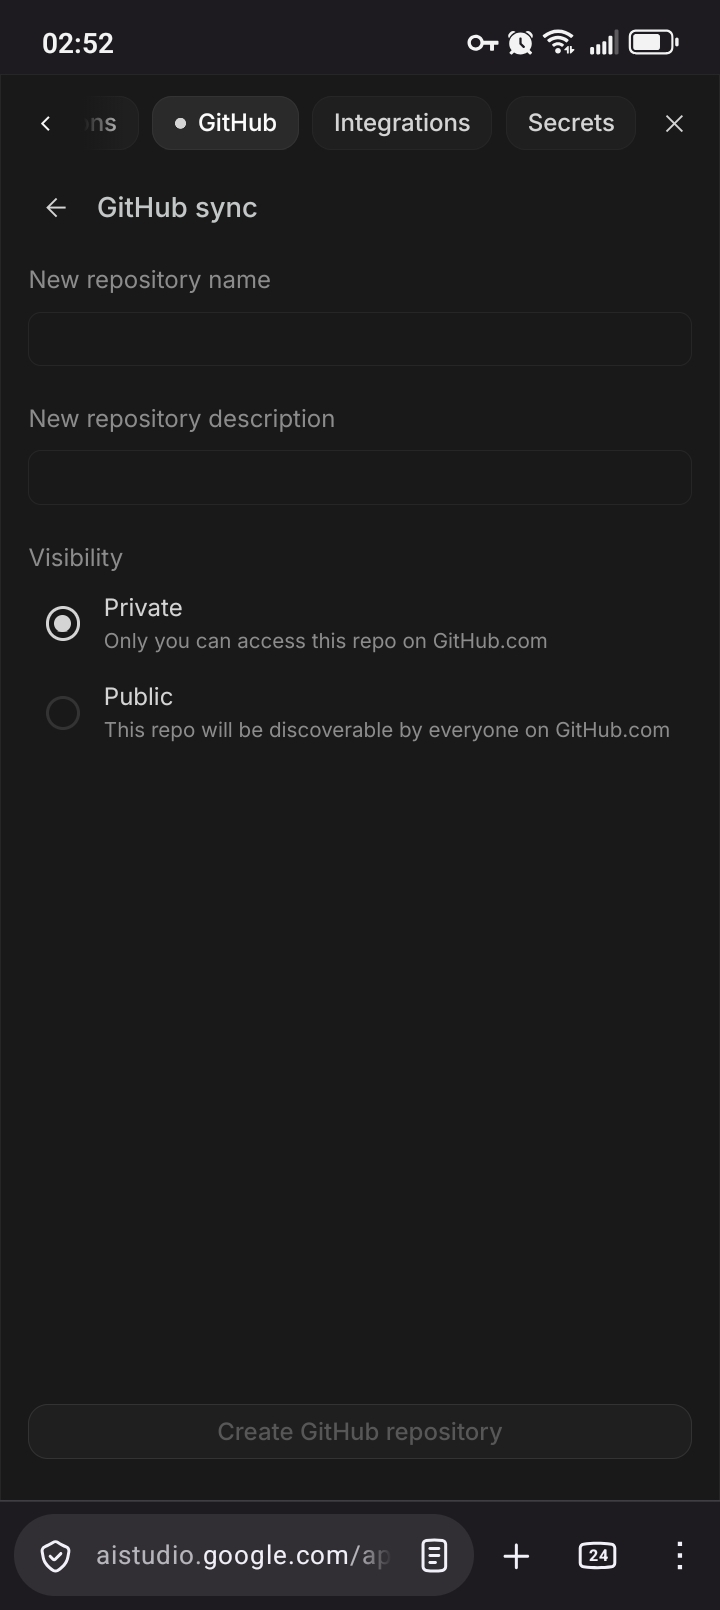 02:52
ns
GitHub
Integrations
Secrets
GitHub sync
New repository name
New repository description
Visibility
Private
Only you can access this repo on GitHub.com
Public
This repo will be discoverable by everyone on GitHub.com
Create GitHub repository
aistudio.google.com/ap
24